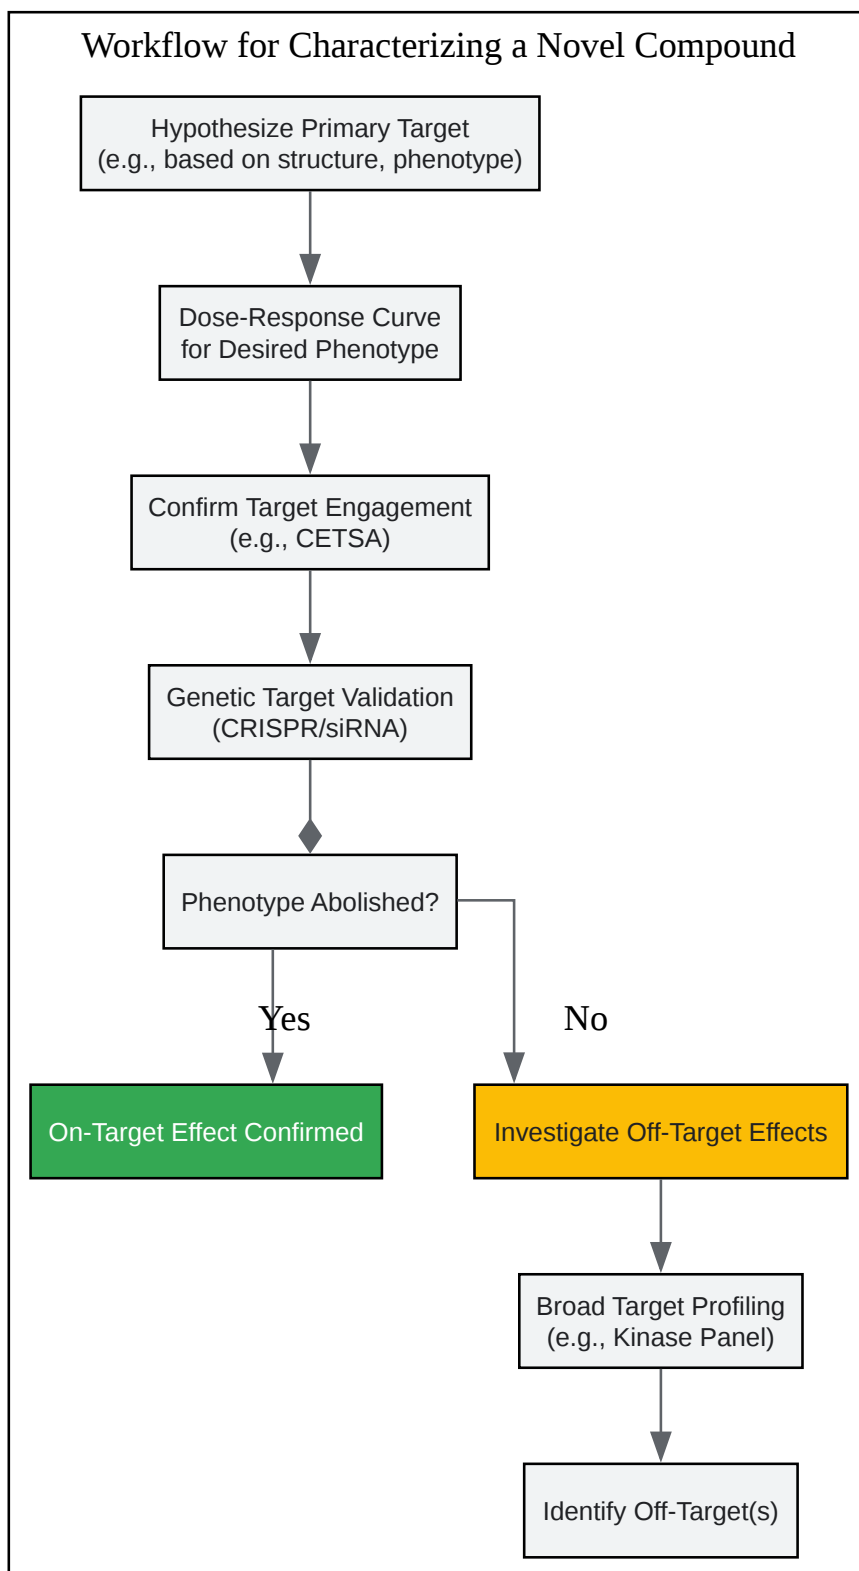 Workflow for Characterizing a Novel Compound
Hypothesize Primary Target
(e.g., based on structure, phenotype)
Dose-Response Curve
for Desired Phenotype
Confirm Target Engagement
(e.g., CETSA)
Genetic Target Validation
(CRISPR/siRNA)
Phenotype Abolished?
Yes
No
On-Target Effect Confirmed
Investigate Off-Target Effects
Broad Target Profiling
(e.g., Kinase Panel)
Identify Off-Target(s)